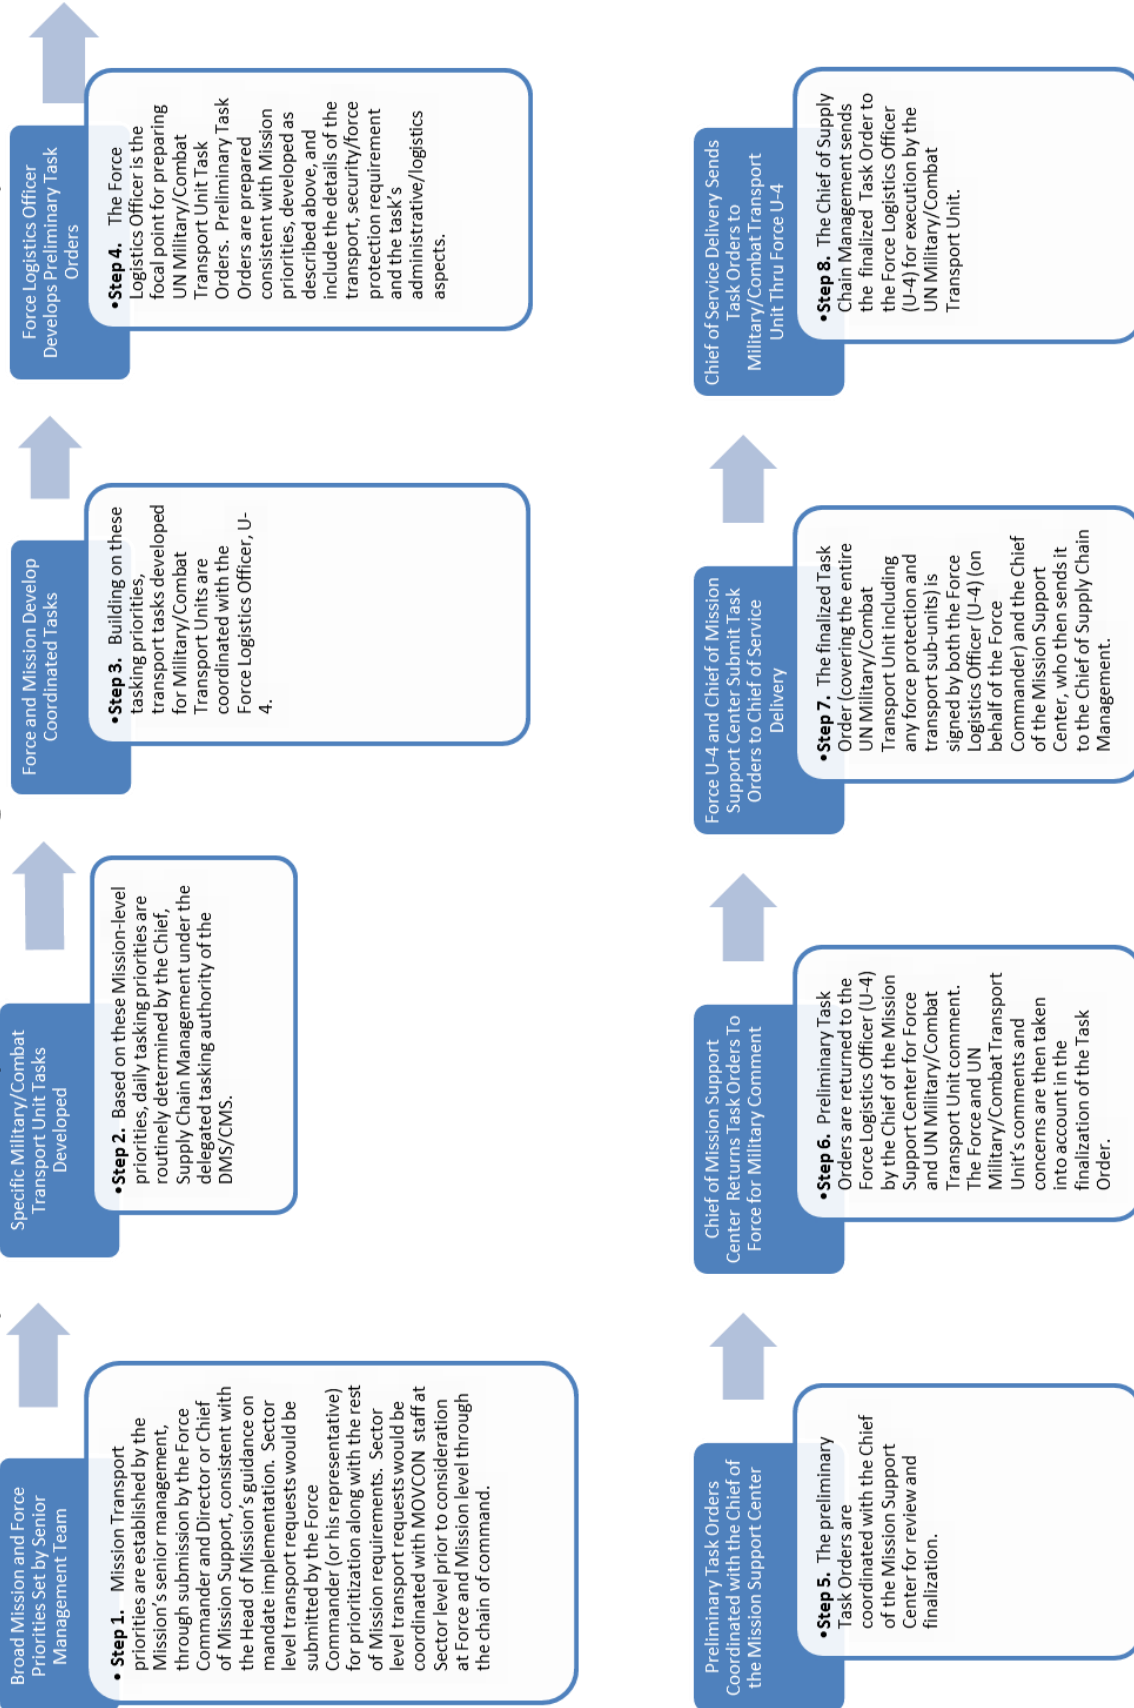 Broad Mission and Force
Priorities Set by Senior
Management Team
• Step 1. Mission Transport
priorities are established by the
Mission's senior management,
through submission by the Force
Commander and Director or Chief
of Mission Support, consistent with
the Head of Mission's guidance on
mandate implementation. Sector
level transport requests would be
submitted by the Force
Commander (or his representative)
for prioritization along with the rest
of Mission requirements. Sector
level transport requests would be
coordinated with MOVCON staff at
Sector level prior to consideration
at Force and Mission level through
the chain of command.
Specific Military/Combat
Transport Unit Tasks
Developed
•Step 2. Based on these Mission-level
priorities, daily tasking priorities are
routinely determined by the Chief,
Supply Chain Management under the
delegated tasking authority of the
DMS/CMS.
Force and Mission Develop
Coordinated Tasks
•Step 3. Building on these
tasking priorities,
transport tasks developed
for Military/Combat
Transport Units are
coordinated with the
Force Logistics Officer, U-
4.
Force Logistics Officer
Develops Preliminary Task
Orders
•Step 4. The Force
Logistics Officer is the
focal point for preparing
UN Military/Combat
Transport Unit Task
Orders. Preliminary Task
Orders are prepared
consistent with Mission
priorities, developed as
described above, and
include the details of the
transport, security/force
protection requirement
and the task's
administrative/logistics
aspects.
Preliminary Task Orders
Coordinated with the Chief of
the Mission Support Center
•Step 5. The preliminary
Task Orders are
coordinated with the Chief
of the Mission Support
Center for review and
finalization.
Chief of Mission Support
Center Returns Task Orders To
Force for Military Comment
•Step 6. Preliminary Task
Orders are returned to the
Force Logistics Officer (U-4)
by the Chief of the Mission
Support Center for Force
and UN Military/Combat
Transport Unit comment.
The Force and UN
Military/Combat Transport
Unit's comments and
concerns are then taken
into account in the
finalization of the Task
Order.
Force U-4 and Chief of Mission
Support Center Submit Task
Orders to Chief of Service
Delivery
•Step 7. The finalized Task
Order (covering the entire
UN Military/Combat
Transport Unit including
any force protection and
transport sub-units) is
signed by both the Force
Logistics Officer (U-4) (on
behalf of the Force
Commander) and the Chief
of the Mission Support
Center, who then sends it
to the Chief of Supply Chain
Management.
Chief of Service Delivery Sends
Task Orders to
Military/Combat Transport
Unit Thru Force U-4
•Step 8. The Chief of Supply
Chain Management sends
the finalized Task Order to
the Force Logistics Officer
(U-4) for execution by the
UN Military/Combat
Transport Unit.